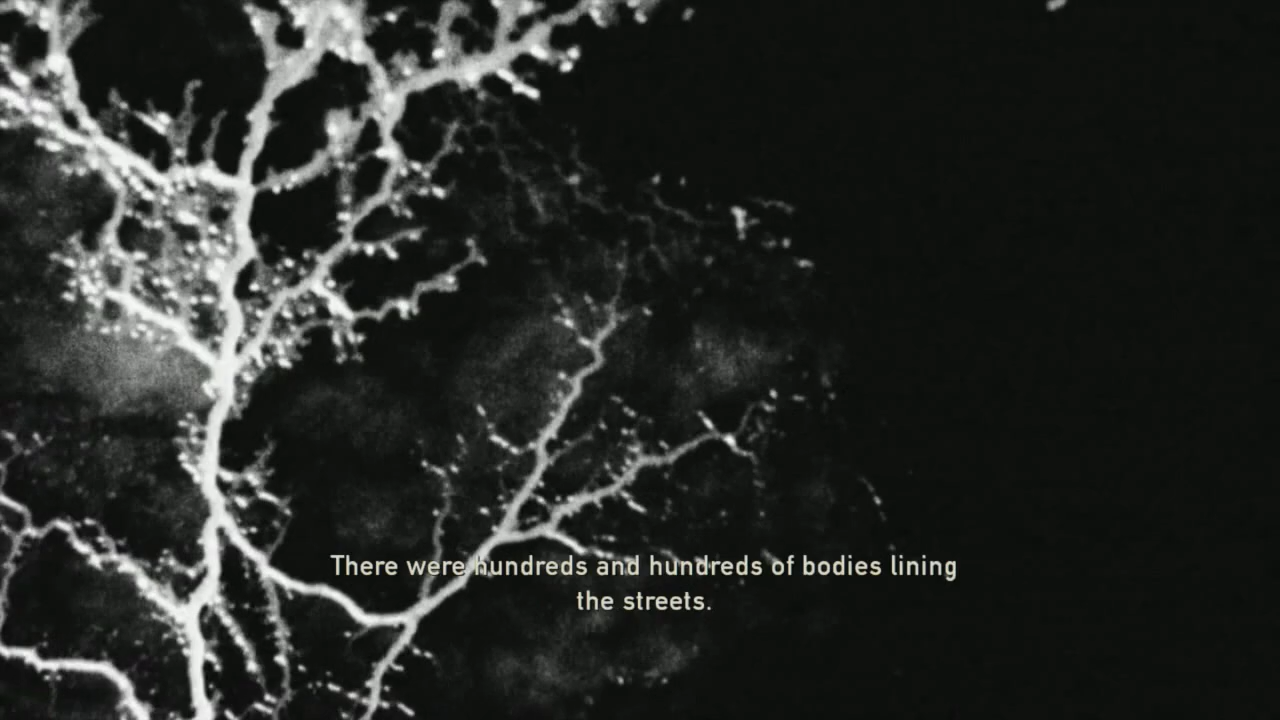 There were hundreds and hundreds of bodies lining
the streets.